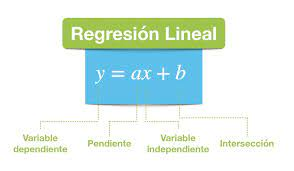 Regresión Lineal
y = ax + b
Variable
dependiente
Pendiente
Variable
independiente
Intersección